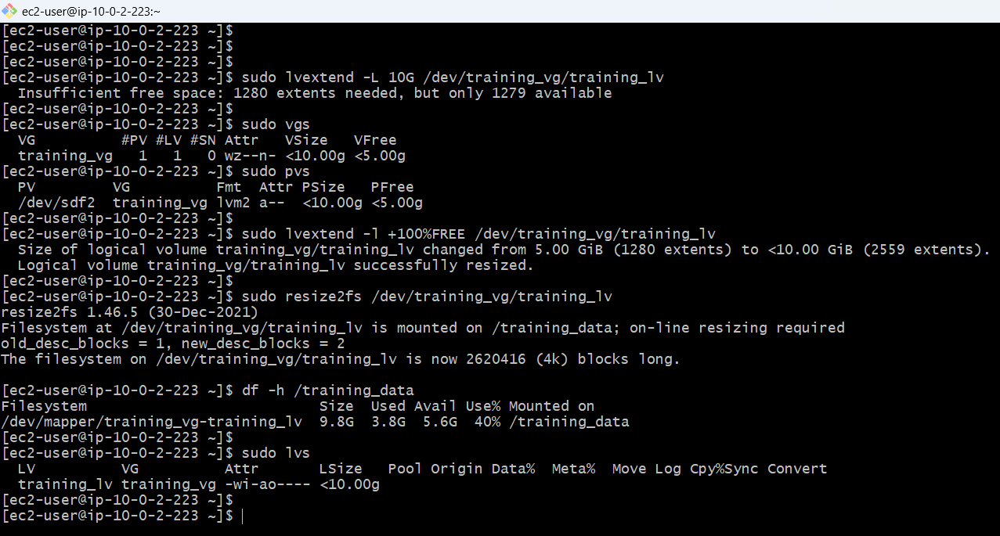 ec2-user@ip-10-0-2-223:~
[ec2-user@ip-10-0-2-223 ~]$
[ec2-user@ip-10-0-2-223 ~]$
[ec2-user@ip-10-0-2-223 ~]$
[ec2-user@ip-10-0-2-223 ~]$ sudo lvextend -L 10G /dev/training_vg/training_lv
  Insufficient free space: 1280 extents needed, but only 1279 available
[ec2-user@ip-10-0-2-223 ~]$
[ec2-user@ip-10-0-2-223 ~]$ sudo vgs
  VG          #PV #LV #SN Attr   VSize   VFree
  training_vg   1   1   0 wz--n- <10.00g <5.00g
[ec2-user@ip-10-0-2-223 ~]$ sudo pvs
  PV         VG          Fmt  Attr PSize   PFree
  /dev/sdf2  training_vg lvm2 a--  <10.00g <5.00g
[ec2-user@ip-10-0-2-223 ~]$
[ec2-user@ip-10-0-2-223 ~]$ sudo lvextend -l +100%FREE /dev/training_vg/training_lv
  Size of logical volume training_vg/training_lv changed from 5.00 GiB (1280 extents) to <10.00 GiB (2559 extents).
  Logical volume training_vg/training_lv successfully resized.
[ec2-user@ip-10-0-2-223 ~]$
[ec2-user@ip-10-0-2-223 ~]$ sudo resize2fs /dev/training_vg/training_lv
resize2fs 1.46.5 (30-Dec-2021)
Filesystem at /dev/training_vg/training_lv is mounted on /training_data; on-line resizing required
old_desc_blocks = 1, new_desc_blocks = 2
The filesystem on /dev/training_vg/training_lv is now 2620416 (4k) blocks long.

[ec2-user@ip-10-0-2-223 ~]$ df -h /training_data
Filesystem                           Size  Used Avail Use% Mounted on
/dev/mapper/training_vg-training_lv  9.8G  3.8G  5.6G  40% /training_data
[ec2-user@ip-10-0-2-223 ~]$
[ec2-user@ip-10-0-2-223 ~]$ sudo lvs
  LV          VG          Attr       LSize   Pool Origin Data%  Meta%  Move Log Cpy%Sync Convert
  training_lv training_vg -wi-ao---- <10.00g
[ec2-user@ip-10-0-2-223 ~]$
[ec2-user@ip-10-0-2-223 ~]$